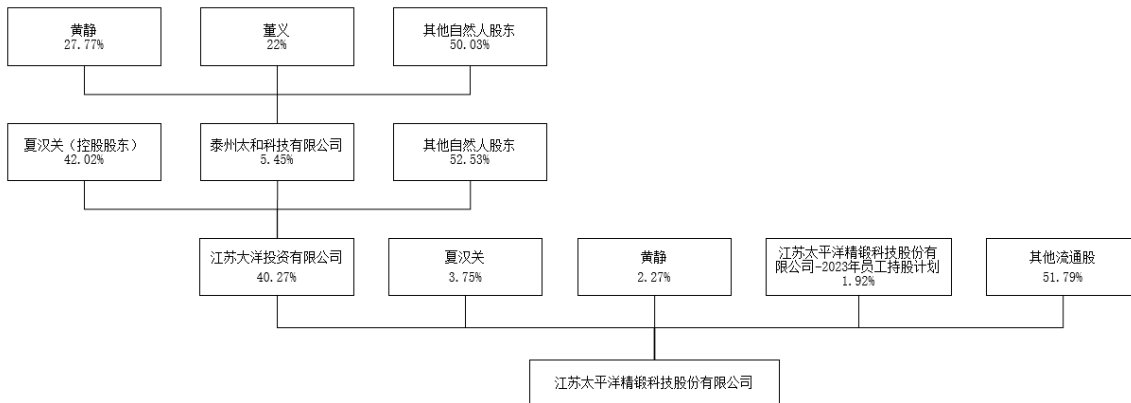 黄静
27.77%
董义
22%
其他自然人股东
50.03%
夏汉关（控股股东）
42.02%
泰州太和科技有限公司
5.45%
其他自然人股东
52.53%
江苏大洋投资有限公司
40.27%
夏汉关
3.75%
黄静
2.27%
江苏太平洋精锻科技股份有
限公司-2023年员工持股计划
1.92%
其他流通股
51.79%
江苏太平洋精锻科技股份有限公司